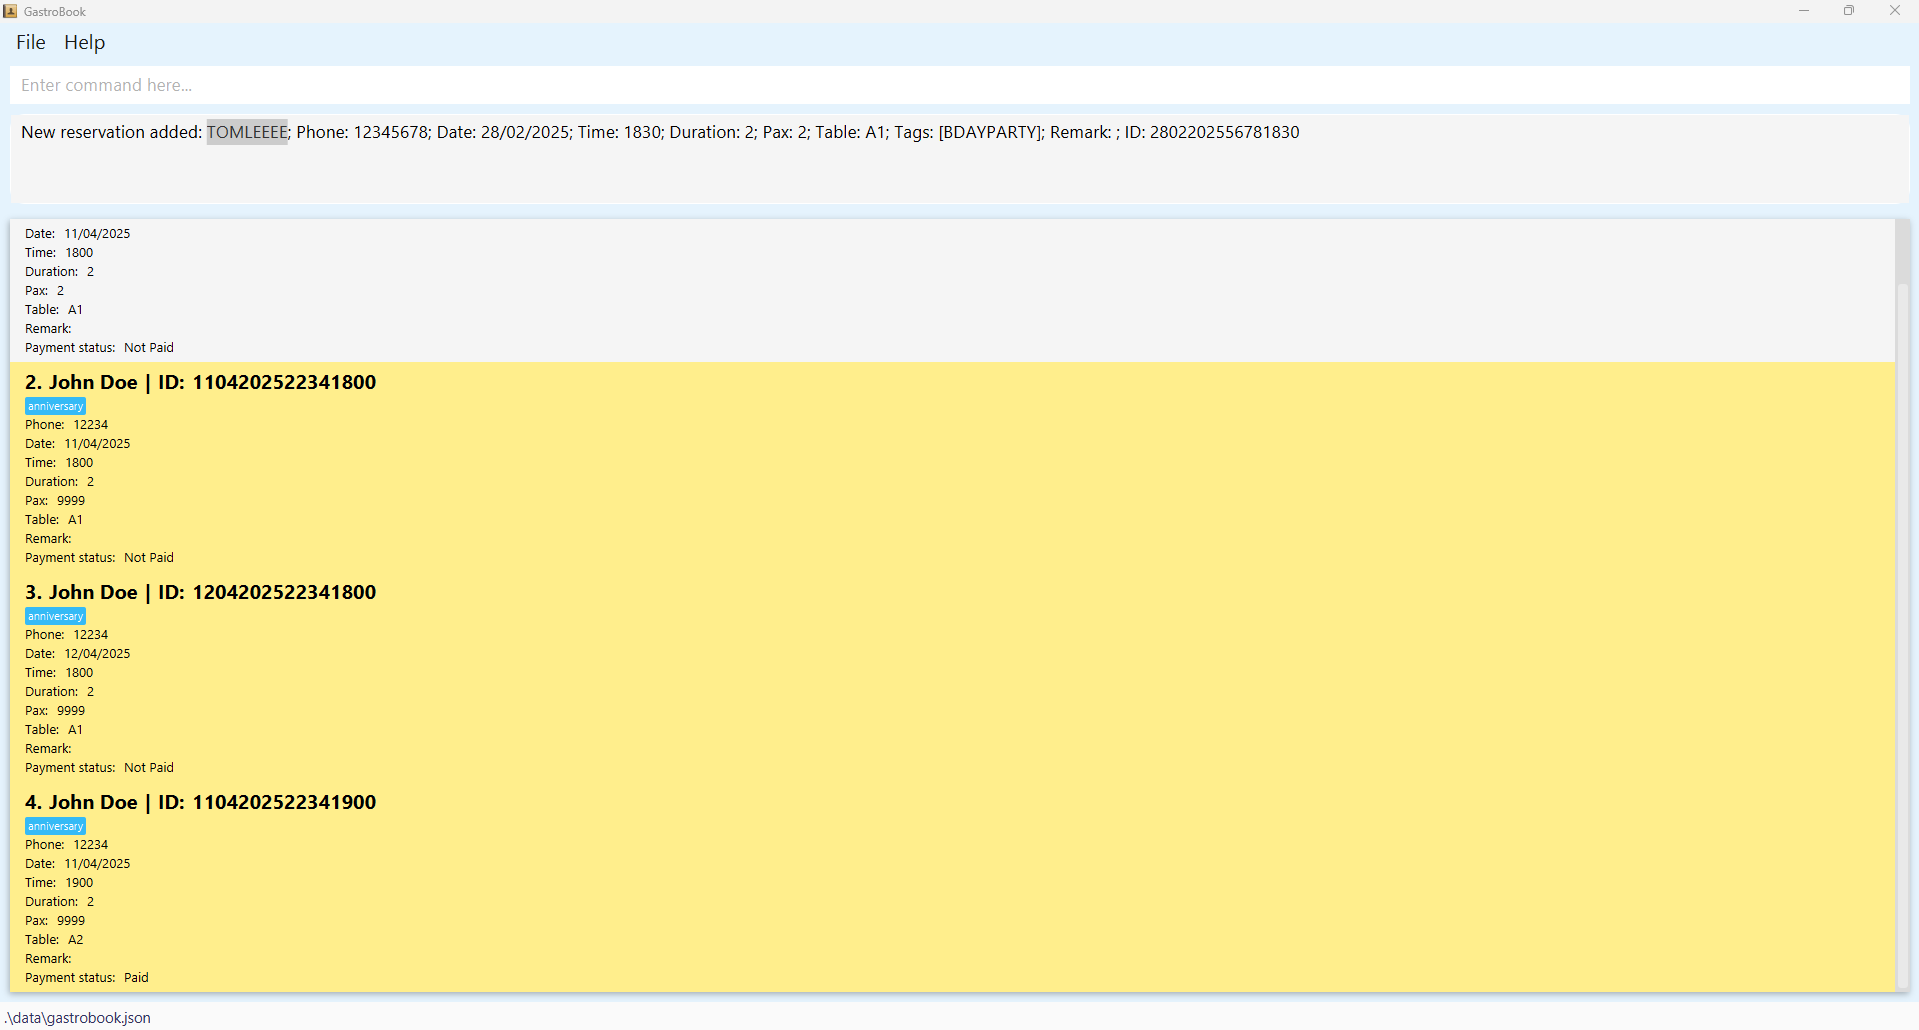 GastroBook
File Help
Enter command here...
New reservation added: TOMLEEEE; Phone: 12345678; Date: 28/02/2025; Time: 1830; Duration: 2; Pax: 2; Table: A1; Tags: [BDAYPARTY]; Remark: ; ID: 2802202556781830
Date: 11/04/2025
Time: 1800
Duration: 2
Pax: 2
Table: A1
Remark:
Payment status: Not Paid
2. John Doe | ID: 1104202522341800
anniversary
Phone: 12234
Date: 11/04/2025
Time: 1800
Duration: 2
Pax: 9999
Table: A1
Remark:
Payment status: Not Paid
3. John Doe | ID: 1204202522341800
anniversary
Phone: 12234
Date: 12/04/2025
Time: 1800
Duration: 2
Pax: 9999
Table: A1
Remark:
Payment status: Not Paid
4. John Doe | ID: 1104202522341900
anniversary
Phone: 12234
Date: 11/04/2025
Time: 1900
Duration: 2
Pax: 9999
Table: A2
Remark:
Payment status: Paid
.\data\gastrobook.json